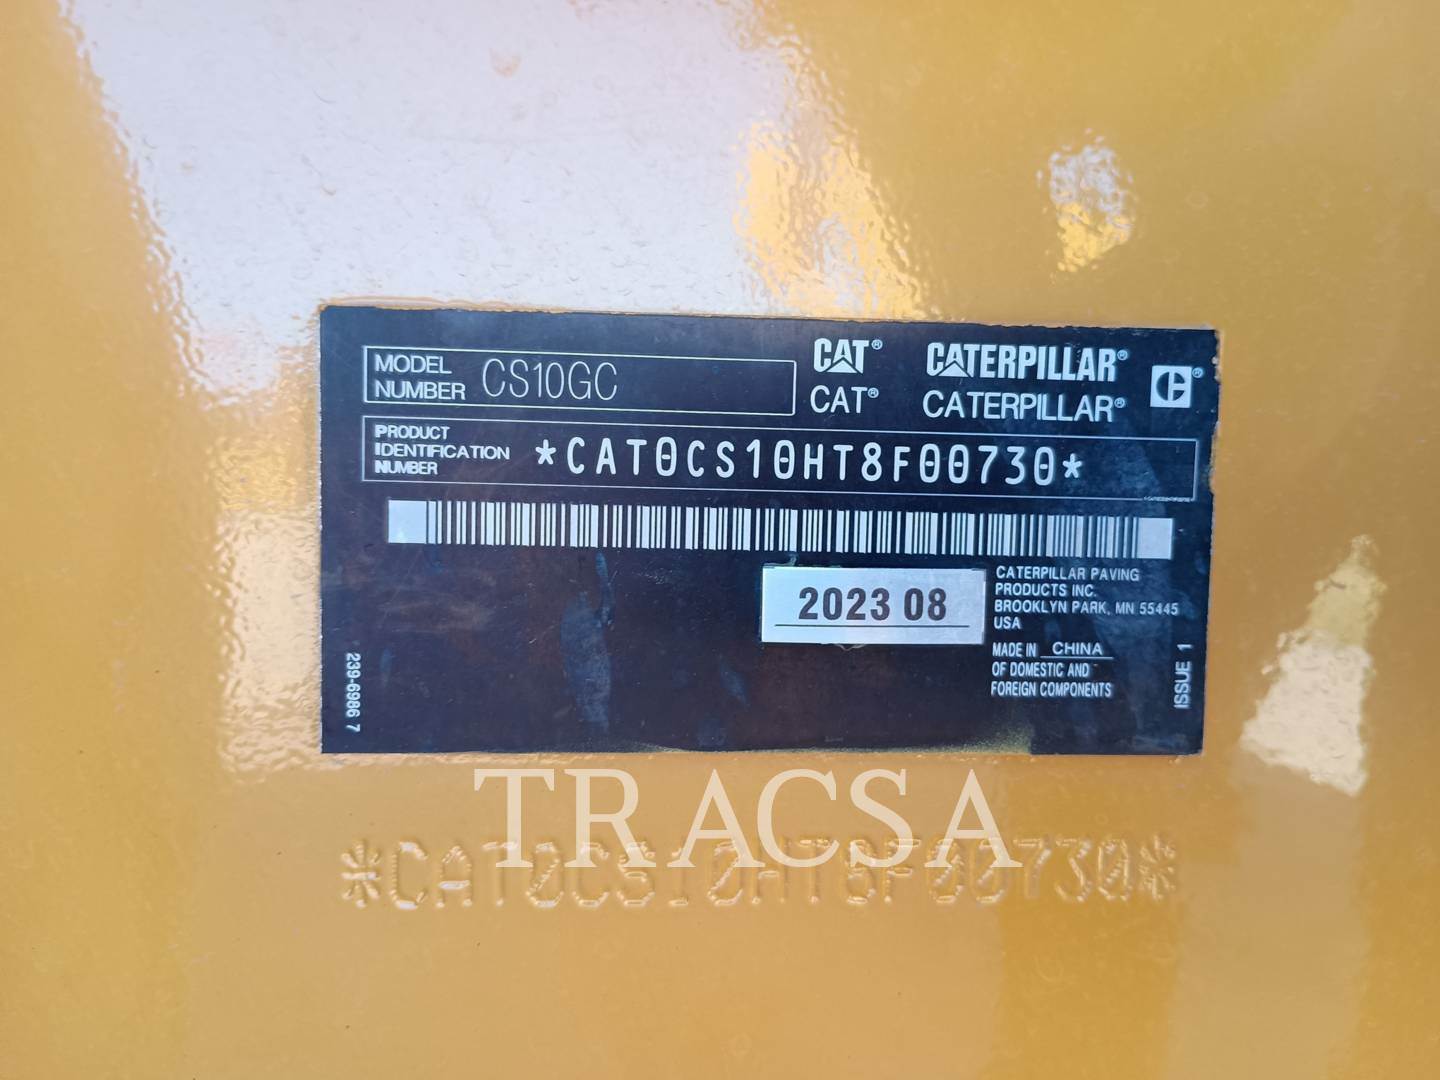 MODEL
NUMBER CS10GC
CAT® CATERPILLAR®
CAT® CATERPILLAR®
PRODUCT
IDENTIFICATION
NUMBER
*CAT0CS10HT8F00730*
2023 08
CATERPILLAR PAVING
PRODUCTS INC.
BROOKLYN PARK, MN 55445
USA
MADE IN CHINA
OF DOMESTIC AND
FOREIGN COMPONENTS
ISSUE 1
239-6986 7
TRACSA
*CAT0CS10HT8F00730*